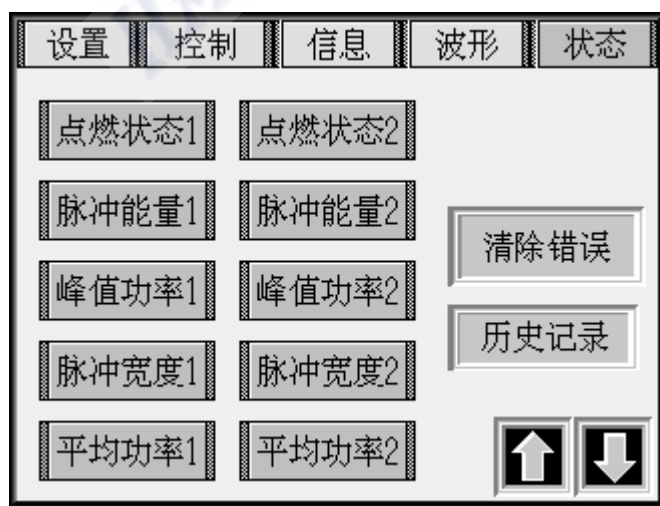 设置 控制 信息 波形 状态
点燃状态1 点燃状态2
脉冲能量1 脉冲能量2
清除错误
峰值功率1 峰值功率2
历史记录
脉冲宽度1 脉冲宽度2
平均功率1 平均功率2